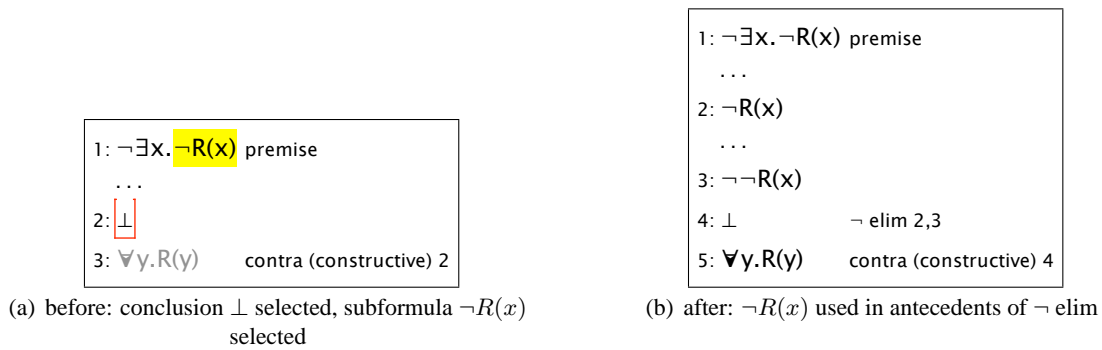 1: ¬∃x.¬R(x) premise
...
2: ⊥
3: ∀y.R(y) contra (constructive) 2
(a) before: conclusion ⊥ selected, subformula ¬R(x)
selected
1: ¬∃x.¬R(x) premise
...
2: ¬R(x)
...
3: ¬¬R(x)
4: ⊥ ¬ elim 2,3
5: ∀y.R(y) contra (constructive) 4
(b) after: ¬R(x) used in antecedents of ¬ elim